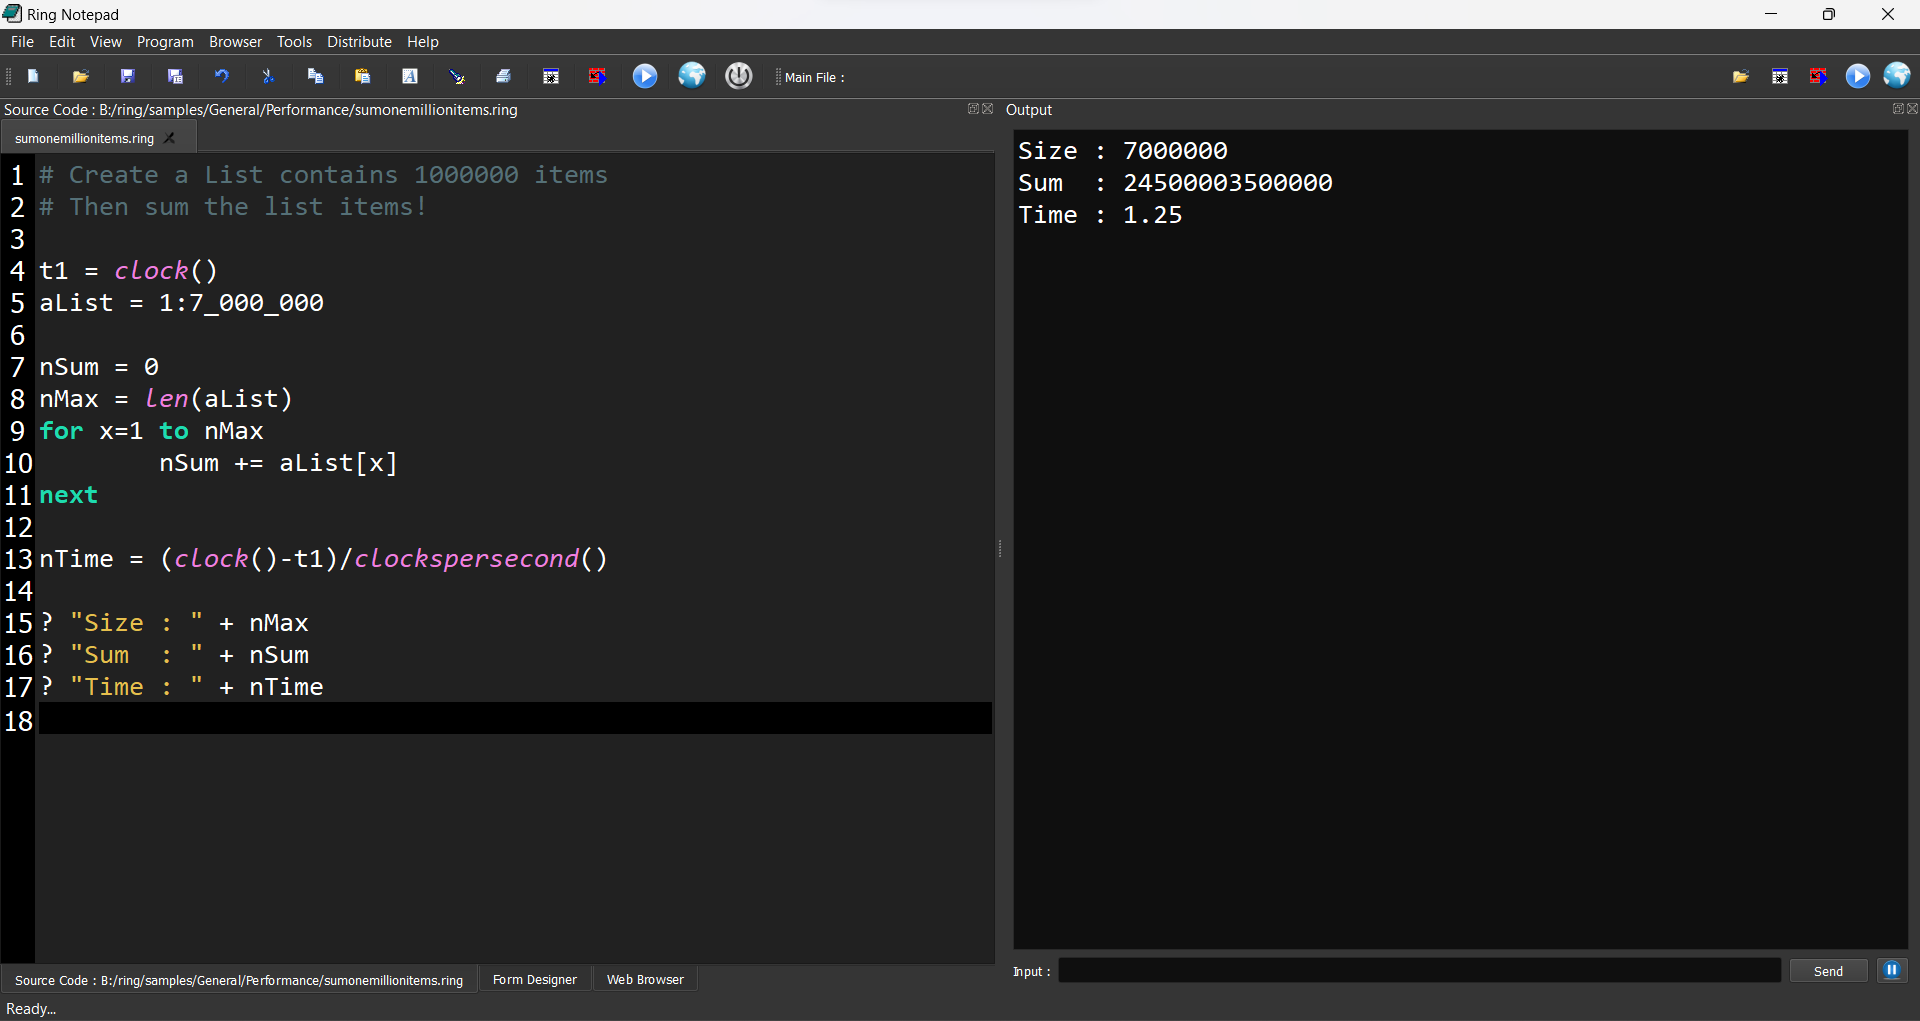 Ring Notepad
File Edit View Program Browser Tools Distribute Help
Main File :
Source Code : B:/ring/samples/General/Performance/sumonemillionitems.ring
sumonemillionitems.ring
1 # Create a List contains 1000000 items
2 # Then sum the list items!
3
4 t1 = clock()
5 aList = 1:7_000_000
6
7 nSum = 0
8 nMax = len(aList)
9 for x=1 to nMax
10 nSum += aList[x]
11 next
12
13 nTime = (clock()-t1)/clockspersecond()
14
15 ? "Size : " + nMax
16 ? "Sum  : " + nSum
17 ? "Time : " + nTime
18
Output
Size : 7000000
Sum  : 24500003500000
Time : 1.25
Input :
Send
Source Code : B:/ring/samples/General/Performance/sumonemillionitems.ring Form Designer Web Browser
Ready...